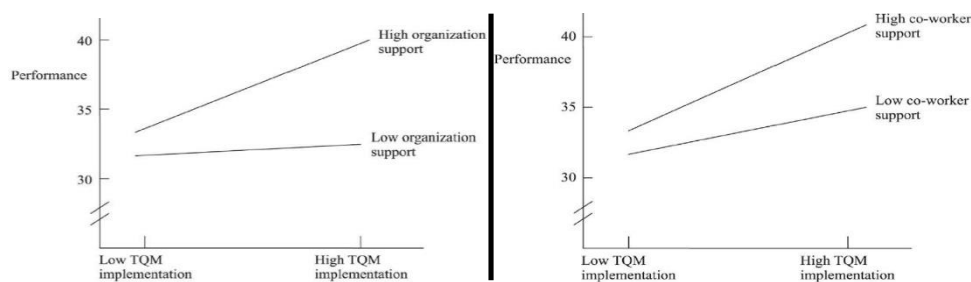 40
High organization
support
Performance
35
Low organization
support
30
Low TQM
implementation
High TQM
implementation
High co-worker
support
40
Performance
35
Low co-worker
support
30
Low TQM
implementation
High TQM
implementation